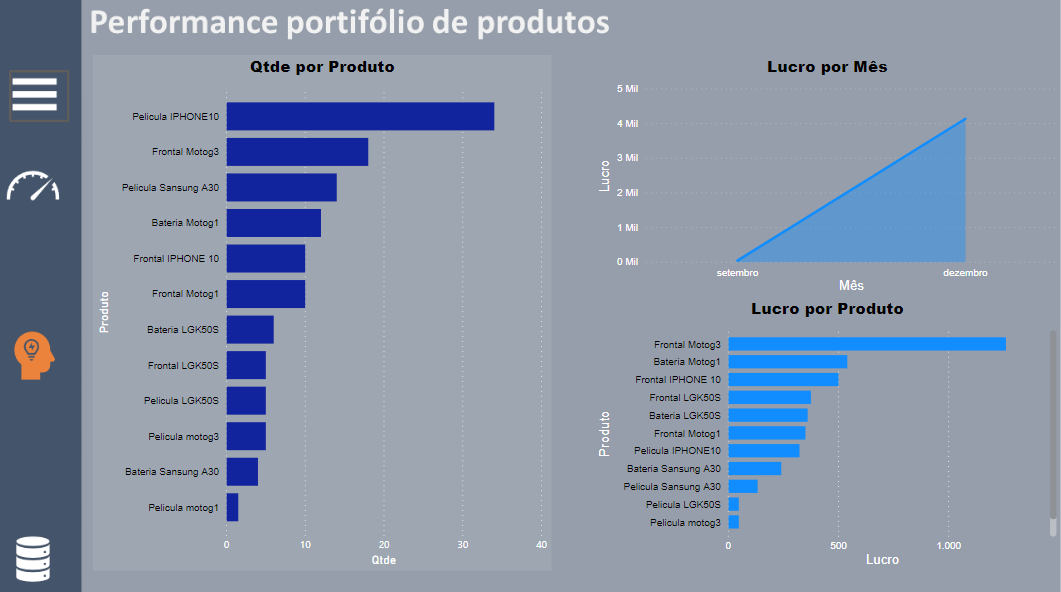 Performance portifólio de produtos
Qtde por Produto
Produto
Pelicula IPHONE10
Frontal Motog3
Pelicula Sansung A30
Bateria Motog1
Frontal IPHONE 10
Frontal Motog1
Bateria LGK50S
Frontal LGK50S
Pelicula LGK50S
Pelicula motog3
Bateria Sansung A30
Pelicula motog1
0 10 20 30 40
Qtde
Lucro por Mês
Lucro
5 Mil
4 Mil
3 Mil
2 Mil
1 Mil
0 Mil
setembro dezembro
Mês
Lucro por Produto
Produto
Frontal Motog3
Bateria Motog1
Frontal IPHONE 10
Frontal LGK50S
Bateria LGK50S
Frontal Motog1
Pelicula IPHONE10
Bateria Sansung A30
Pelicula Sansung A30
Pelicula LGK50S
Pelicula motog3
0 500 1.000
Lucro